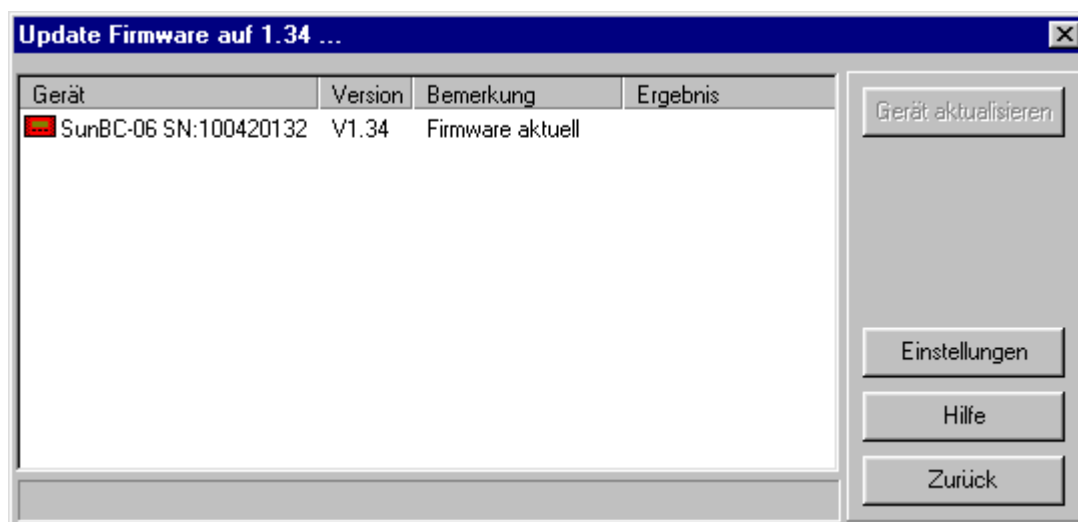 Update Firmware auf 1.34 ...
Gerät Version Bemerkung Ergebnis
SunBC-06 SN:100420132 V1.34 Firmware aktuell
Gerät aktualisieren
Einstellungen
Hilfe
Zurück